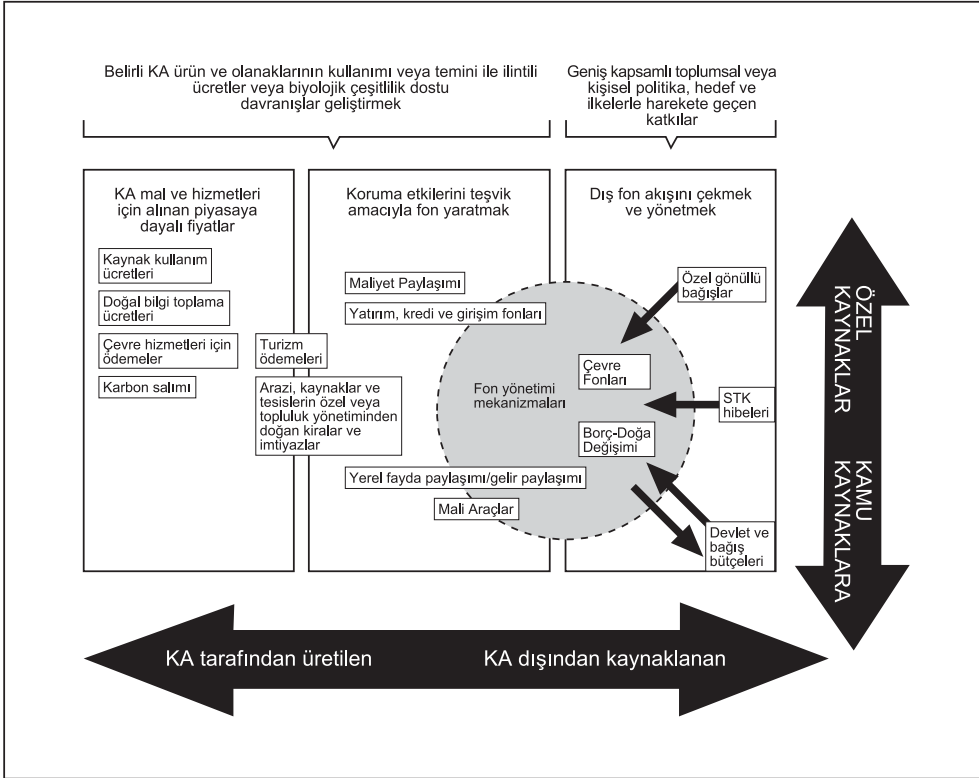 Belirli KA ürün ve olanaklarının kullanımı veya temini ile ilintili
ücretler veya biyolojik çeşitlilik dostu
davranışlar geliştirmek
Geniş kapsamlı toplumsal veya
kişisel politika, hedef ve
ilkelerle harekete geçen
katkılar
KA mal ve hizmetleri
için alınan piyasaya
dayalı fiyatlar
Kaynak kullanım
ücretleri
Doğal bilgi toplama
ücretleri
Çevre hizmetleri için
ödemeler
Karbon salımı
Turizm
ödemeleri
Arazi, kaynaklar ve
tesislerin özel veya
topluluk yönetiminden
doğan kiralar ve
imtiyazlar
Koruma etkilerini teşvik
amacıyla fon yaratmak
Maliyet Paylaşımı
Yatırım, kredi ve girişim fonları
Fon yönetimi
mekanizmaları
Yerel fayda paylaşımı/gelir paylaşımı
Mali Araçlar
Dış fon akışını çekmek
ve yönetmek
Özel gönüllü
bağışlar
Çevre
Fonları
STK
hibeleri
Borç-Doğa
Değişimi
Devlet ve
bağış
bütçeleri
ÖZEL
KAYNAKLAR
KAMU
KAYNAKLARA
KA tarafından üretilen
KA dışından kaynaklanan